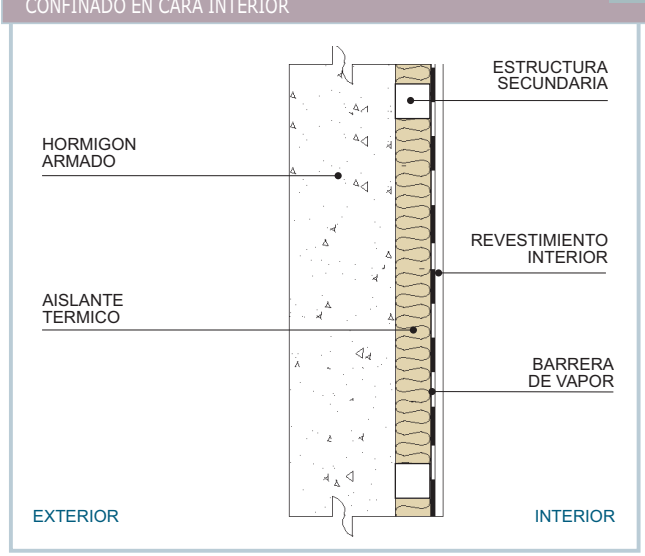 CONFINADO EN CARA INTERIOR
ESTRUCTURA
SECUNDARIA
HORMIGON
ARMADO
REVESTIMIENTO
INTERIOR
AISLANTE
TERMICO
BARRERA
DE VAPOR
EXTERIOR
INTERIOR